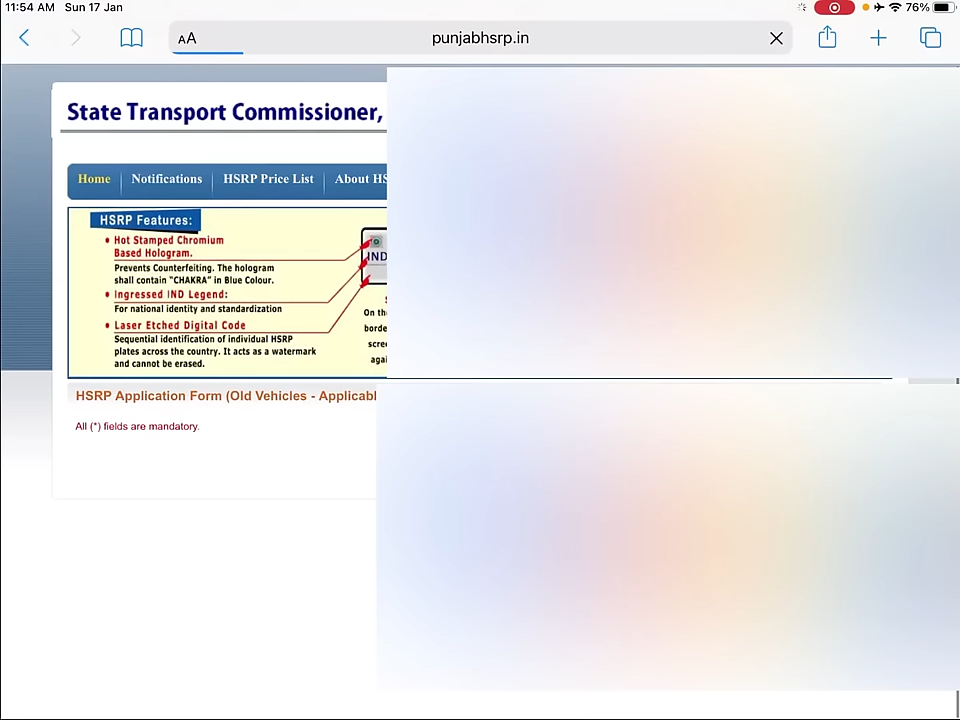 11:54 AM Sun 17 Jan
76%
AA
punjabhsrp.in
State Transport Commissioner,
Home
Notifications
HSRP Price List
About HS
HSRP Features:
• Hot Stamped Chromium
Based Hologram.
Prevents Counterfeiting. The hologram
shall contain "CHAKRA" in Blue Colour.
• Ingressed IND Legend:
For national identity and standardization
• Laser Etched Digital Code
Sequential identification of individual HSRP
plates across the country. It acts as a watermark
and cannot be erased.
IND
On th
borde
scre
agai
HSRP Application Form (Old Vehicles - Applicabl
All (*) fields are mandatory.